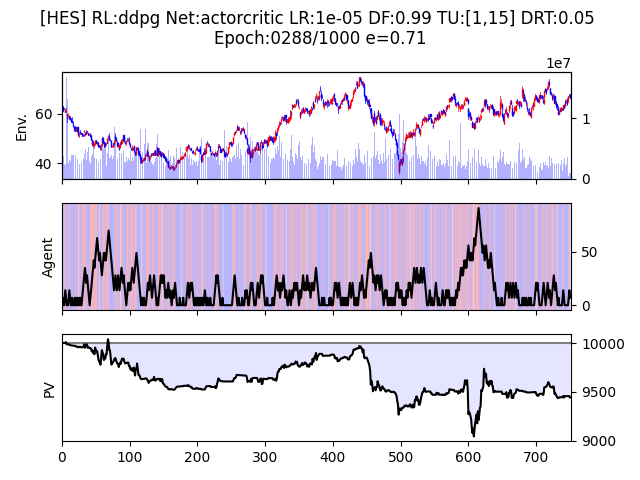 [HES] RL:ddpg Net:actorcritic LR:1e-05 DF:0.99 TU:[1,15] DRT:0.05
Epoch:0288/1000 e=0.71
1e7
Env.
60
40
1
0
Agent
50
0
PV
10000
9500
9000
0 100 200 300 400 500 600 700